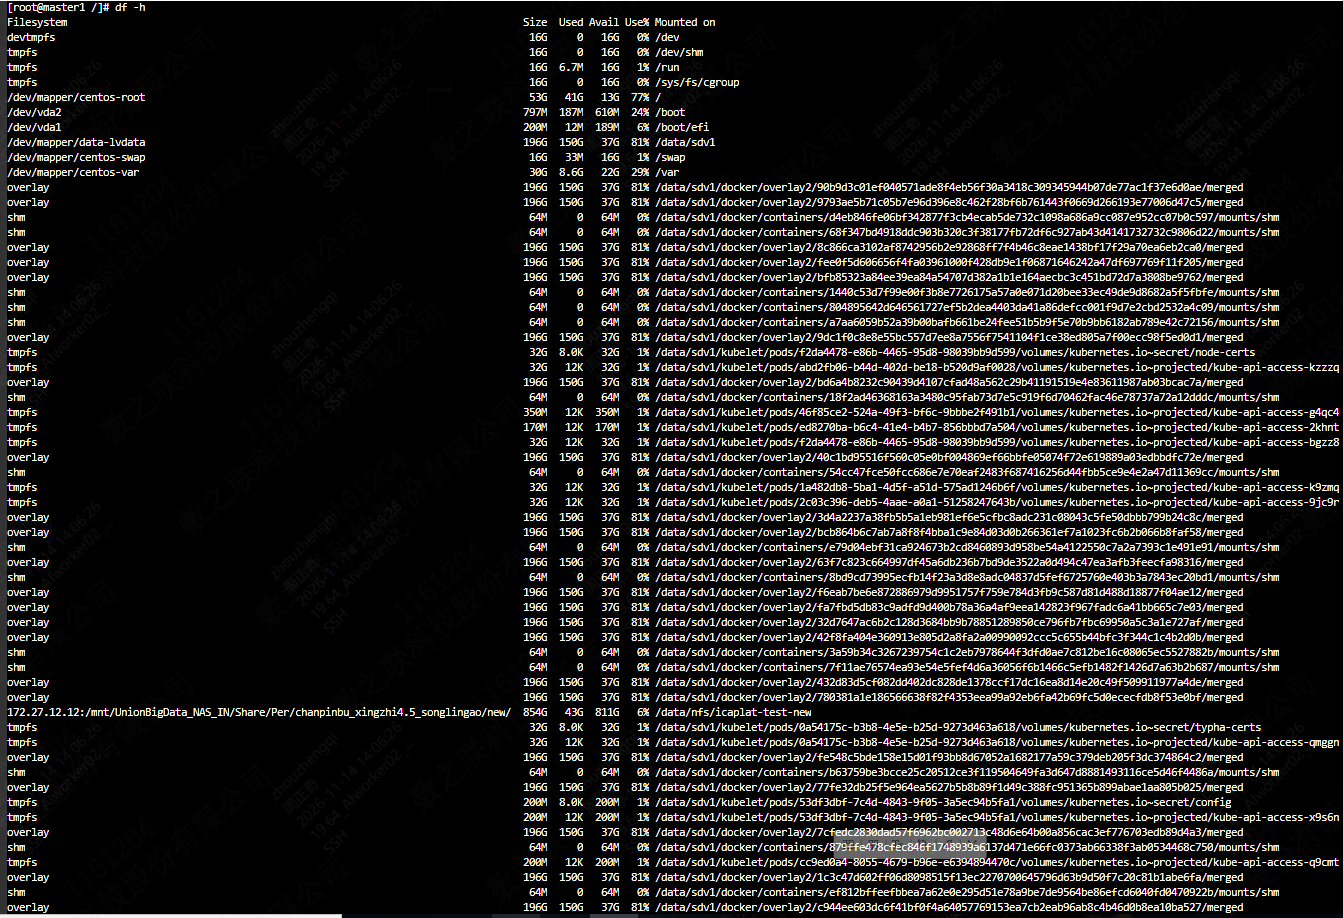 [root@master1 /]# df -h
Filesystem Size Used Avail Use% Mounted on
devtmpfs 16G 0 16G 0% /dev
tmpfs 16G 0 16G 0% /dev/shm
tmpfs 16G 6.7M 16G 1% /run
tmpfs 16G 0 16G 0% /sys/fs/cgroup
/dev/mapper/centos-root 53G 41G 13G 77% /
/dev/vda2 797M 187M 610M 24% /boot
/dev/vda1 200M 12M 189M 6% /boot/efi
/dev/mapper/data-lvdata 196G 150G 37G 81% /data/sdv1
/dev/mapper/centos-swap 16G 33M 16G 1% /swap
/dev/mapper/centos-var 30G 8.6G 22G 29% /var
overlay 196G 150G 37G 81% /data/sdv1/docker/overlay2/90b9d3c01ef040571ade8f4eb56f30a3418c309345944b07de77ac1f37e6d0ae/merged
overlay 196G 150G 37G 81% /data/sdv1/docker/overlay2/9793ae5b71c05b7e96d396e8c462f28bf6b761443f0669d266193e77006d47c5/merged
shm 64M 0 64M 0% /data/sdv1/docker/containers/d4eb846fe06bf342877f3cb4ecab5de732c1098a686a9cc087e952cc07b0c597/mounts/shm
shm 64M 0 64M 0% /data/sdv1/docker/containers/68f347bd4918ddc903b320c3f38177fb72df6c927ab43d4141732732c9806d22/mounts/shm
overlay 196G 150G 37G 81% /data/sdv1/docker/overlay2/8c866ca3102af8742956b2e92868ff7f4b46c8eae1438bf17f29a70ea6eb2ca0/merged
overlay 196G 150G 37G 81% /data/sdv1/docker/overlay2/fee0f5d606656f4fa03961000f428db9e1f06871646242a47df697769f11f205/merged
overlay 196G 150G 37G 81% /data/sdv1/docker/overlay2/bfb85323a84ee39ea84a54707d382a1b1e164aecbc3c451bd72d7a3808be9762/merged
shm 64M 0 64M 0% /data/sdv1/docker/containers/1440c53d7f99e00f3b8e7726175a57a0e071d20bee33ec49de9d8682a5f5fbfe/mounts/shm
shm 64M 0 64M 0% /data/sdv1/docker/containers/804895642d646561727ef5b2dea4403da41a86defcc001f9d7e2cbd2532a4c09/mounts/shm
shm 64M 0 64M 0% /data/sdv1/docker/containers/a7aa6059b52a39b00bafb661be24fee51b5b9f5e70b9bb6182ab789e42c72156/mounts/shm
overlay 196G 150G 37G 81% /data/sdv1/docker/overlay2/9dc1f0c8e8e55bc557d7ee8a7556f7541104f1ce38ed805a7f00ecc98f5ed0d1/merged
tmpfs 32G 8.0K 32G 1% /data/sdv1/kubelet/pods/f2da4478-e86b-4465-95d8-98039bb9d599/volumes/kubernetes.io~secret/node-certs
tmpfs 32G 12K 32G 1% /data/sdv1/kubelet/pods/abd2fb06-b44d-402d-be18-b520d9af0028/volumes/kubernetes.io~projected/kube-api-access-kzzzq
overlay 196G 150G 37G 81% /data/sdv1/docker/overlay2/bd6a4b8232c90439d4107cfad48a562c29b41191519e4e83611987ab03bcac7a/merged
shm 64M 0 64M 0% /data/sdv1/docker/containers/18f2ad46368163a3480c95fab73d7e5c919f6d70462fac46e78737a72a12dddc/mounts/shm
tmpfs 350M 12K 350M 1% /data/sdv1/kubelet/pods/46f85ce2-524a-49f3-bf6c-9bbbe2f491b1/volumes/kubernetes.io~projected/kube-api-access-g4qc4
tmpfs 170M 12K 170M 1% /data/sdv1/kubelet/pods/ed8270ba-b6c4-41e4-b4b7-856bbbd7a504/volumes/kubernetes.io~projected/kube-api-access-2khnt
tmpfs 32G 12K 32G 1% /data/sdv1/kubelet/pods/f2da4478-e86b-4465-95d8-98039bb9d599/volumes/kubernetes.io~projected/kube-api-access-bgzz8
overlay 196G 150G 37G 81% /data/sdv1/docker/overlay2/40c1bd95516f560c05e0bf004869ef66bbfe05074f72e619889a03edbbdfc72e/merged
shm 64M 0 64M 0% /data/sdv1/docker/containers/54cc47fce50fcc686e7e70eaf2483f687416256d44fbb5ce9e4e2a47d11369cc/mounts/shm
tmpfs 32G 12K 32G 1% /data/sdv1/kubelet/pods/1a482db8-5ba1-4d5f-a51d-575ad1246b6f/volumes/kubernetes.io~projected/kube-api-access-k9zmq
tmpfs 32G 12K 32G 1% /data/sdv1/kubelet/pods/2c03c396-deb5-4aae-a0a1-51258247643b/volumes/kubernetes.io~projected/kube-api-access-9jc9r
overlay 196G 150G 37G 81% /data/sdv1/docker/overlay2/3d4a2237a38fb5b5a1eb981ef6e5cfbc8adc231c08043c5fe50dbbb799b24c8c/merged
overlay 196G 150G 37G 81% /data/sdv1/docker/overlay2/bcb864b6c7ab7a8f8f4bba1c9e84d03d0b266361ef7a1023fc6b2b066b8faf58/merged
shm 64M 0 64M 0% /data/sdv1/docker/containers/e79d04ebf31ca924673b2cd8460893d958be54a4122550c7a2a7393c1e491e91/mounts/shm
overlay 196G 150G 37G 81% /data/sdv1/docker/overlay2/63f7c823c664997df45a6db236b7bd9de3522a0d494c47ea3afb3feecfa98316/merged
shm 64M 0 64M 0% /data/sdv1/docker/containers/8bd9cd73995ecfb14f23a3d8e8adc04837d5fef6725760e403b3a7843ec20bd1/mounts/shm
overlay 196G 150G 37G 81% /data/sdv1/docker/overlay2/f6eab7be6e872886979d9951757f759e784d3fb9c587d81d488d18877f04ae12/merged
overlay 196G 150G 37G 81% /data/sdv1/docker/overlay2/fa7fbd5db83c9adfd9d400b78a36a4af9eea142823f967fadc6a41bb665c7e03/merged
overlay 196G 150G 37G 81% /data/sdv1/docker/overlay2/32d7647ac6b2c128d3684bb9b78851289850ce796fb7fbc69950a5c3a1e727af/merged
overlay 196G 150G 37G 81% /data/sdv1/docker/overlay2/42f8fa404e360913e805d2a8fa2a00990092ccc5c655b44bfc3f344c1c4b2d0b/merged
shm 64M 0 64M 0% /data/sdv1/docker/containers/3a59b34c3267239754c1c2eb7978644f3dfd0ae7c812be16c08065ec5527882b/mounts/shm
shm 64M 0 64M 0% /data/sdv1/docker/containers/7f11ae76574ea93e54e5fef4d6a36056f6b1466c5efb1482f1426d7a63b2b687/mounts/shm
overlay 196G 150G 37G 81% /data/sdv1/docker/overlay2/432d83d5cf082dd402dc828de1378ccf17dc16ea8d14e20c49f509911977a4de/merged
overlay 196G 150G 37G 81% /data/sdv1/docker/overlay2/780381a1e186566638f82f4353eea99a92eb6fa42b69fc5d0ececfdb8f53e0bf/merged
172.27.12.12:/mnt/UnionBigData_NAS_IN/Share/Per/chanpinbu_xingzhi4.5_songlingao/new/ 854G 43G 811G 6% /data/nfs/icaplat-test-new
tmpfs 32G 8.0K 32G 1% /data/sdv1/kubelet/pods/0a54175c-b3b8-4e5e-b25d-9273d463a618/volumes/kubernetes.io~secret/typha-certs
tmpfs 32G 12K 32G 1% /data/sdv1/kubelet/pods/0a54175c-b3b8-4e5e-b25d-9273d463a618/volumes/kubernetes.io~projected/kube-api-access-qmggn
overlay 196G 150G 37G 81% /data/sdv1/docker/overlay2/fe548c5bde158e15d01f93bb8d67052a1682177a59c379deb205f3dc374864c2/merged
shm 64M 0 64M 0% /data/sdv1/docker/containers/b63759be3bcce25c20512ce3f119504649fa3d647d8881493116ce5d46f4486a/mounts/shm
overlay 196G 150G 37G 81% /data/sdv1/docker/overlay2/77fe32db25f5e964ea5627b5b8b89f1d49c388fc951365b899abae1aa805b025/merged
tmpfs 200M 8.0K 200M 1% /data/sdv1/kubelet/pods/53df3dbf-7c4d-4843-9f05-3a5ec94b5fa1/volumes/kubernetes.io~secret/config
tmpfs 200M 12K 200M 1% /data/sdv1/kubelet/pods/53df3dbf-7c4d-4843-9f05-3a5ec94b5fa1/volumes/kubernetes.io~projected/kube-api-access-x9s6n
overlay 196G 150G 37G 81% /data/sdv1/docker/overlay2/7cfedc2830dad57f6962bc002713c48d6e64b00a856cac3ef776703edb89d4a3/merged
shm 64M 0 64M 0% /data/sdv1/docker/containers/879ffe478cfec846f1748939a6137d471e66fc0373ab66338f3ab0534468c750/mounts/shm
tmpfs 200M 12K 200M 1% /data/sdv1/kubelet/pods/cc9ed0a4-8055-4679-b96e-e6394894470c/volumes/kubernetes.io~projected/kube-api-access-q9cmt
overlay 196G 150G 37G 81% /data/sdv1/docker/overlay2/1c3c47d602ff06d8098515f13ec2270700645796d63b9d50f7c20c81b1abe6fa/merged
shm 64M 0 64M 0% /data/sdv1/docker/containers/ef812bffeefbbea7a62e0e295d51e78a9be7de9564be86efcd6040fd0470922b/mounts/shm
overlay 196G 150G 37G 81% /data/sdv1/docker/overlay2/c944ee603dc6f41bf0f4a64057769153ea7cb2eab96ab8c4b46d0b8ea10ba527/merged